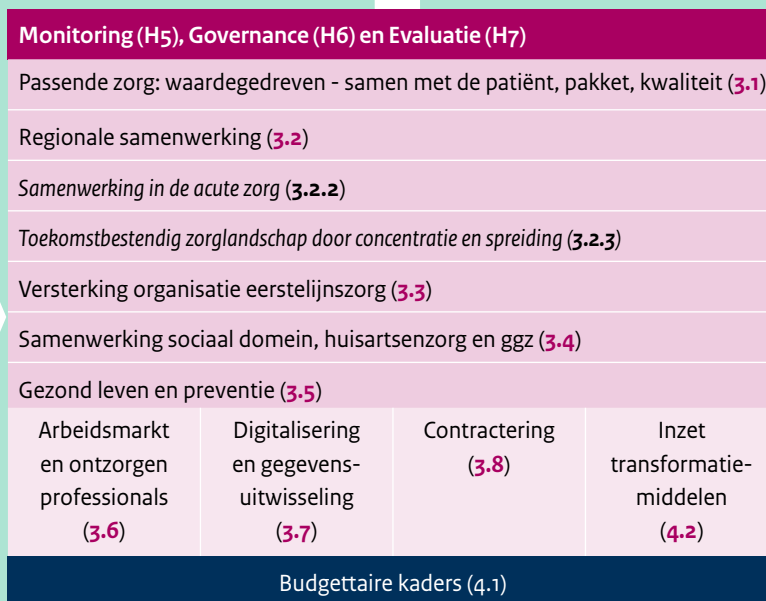 Monitoring (H5), Governance (H6) en Evaluatie (H7)
Passende zorg: waardegedreven - samen met de patiënt, pakket, kwaliteit (3.1)
Regionale samenwerking (3.2)
Samenwerking in de acute zorg (3.2.2)
Toekomstbestendig zorglandschap door concentratie en spreiding (3.2.3)
Versterking organisatie eerstelijnszorg (3.3)
Samenwerking sociaal domein, huisartsenzorg en ggz (3.4)
Gezond leven en preventie (3.5)
Arbeidsmarkt
en ontzorgen
professionals
(3.6)
Digitalisering
en gegevens-
uitwisseling
(3.7)
Contractering
(3.8)
Inzet
transformatie-
middelen
(4.2)
Budgettaire kaders (4.1)